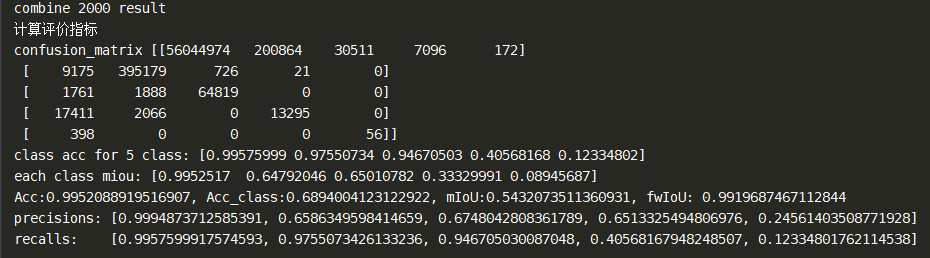 combine 2000 result
计算评价指标
confusion_matrix [[56044974 200864 30511 7096 172]
[ 9175 395179 726 21 0]
[ 1761 1888 64819 0 0]
[ 17411 2066 0 13295 0]
[ 398 0 0 0 56]]
class acc for 5 class: [0.99575999 0.97550734 0.94670503 0.40568168 0.12334802]
each class miou: [0.9952517 0.64792046 0.65010782 0.33329991 0.08945687]
Acc:0.9952088919516907, Acc_class:0.6894004123122922, mIoU:0.5432073511360931, fwIoU: 0.9919687467112844
precisions: [0.9994873712585391, 0.6586349598414659, 0.6748042808361789, 0.6513325494806976, 0.24561403508771928]
recalls: [0.9957599917574593, 0.9755073426133236, 0.946705030087048, 0.40568167948248507, 0.12334801762114538]